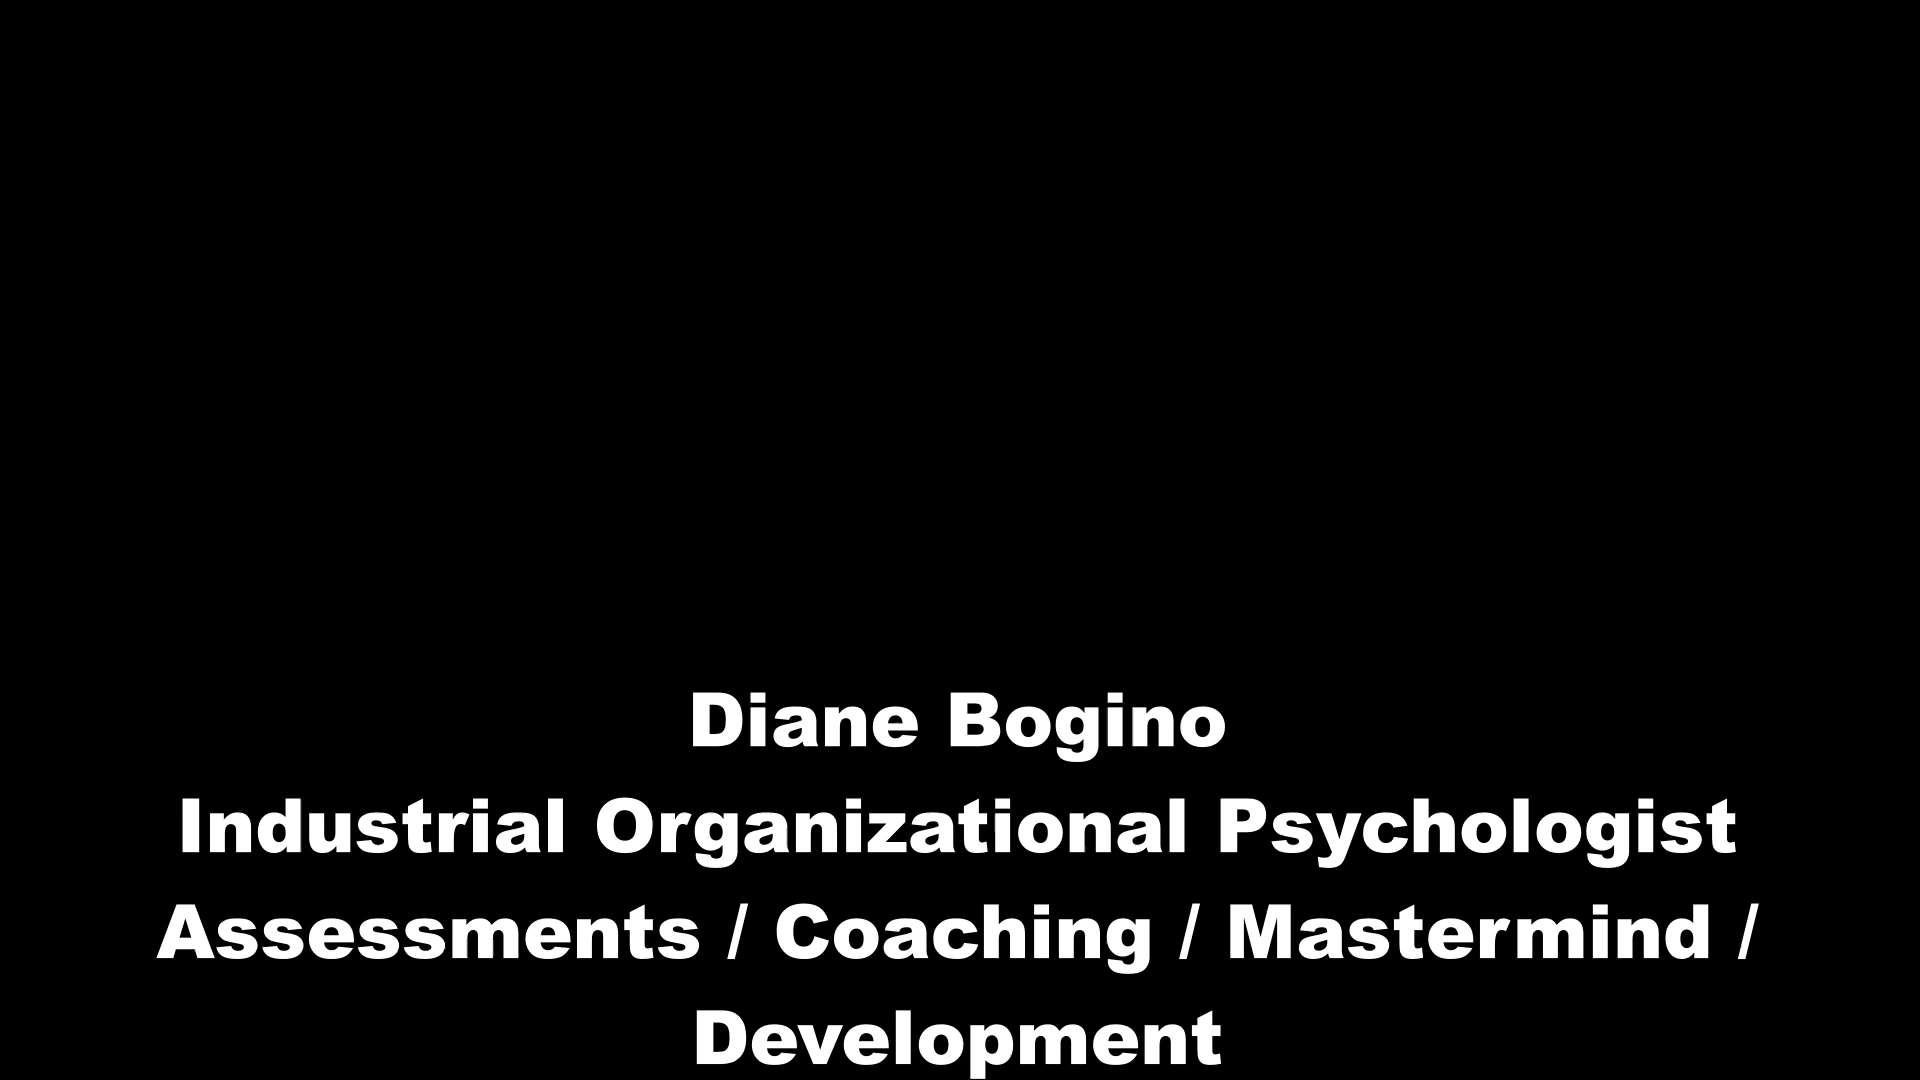 Diane Bogino
Industrial Organizational Psychologist
Assessments / Coaching / Mastermind /
Development